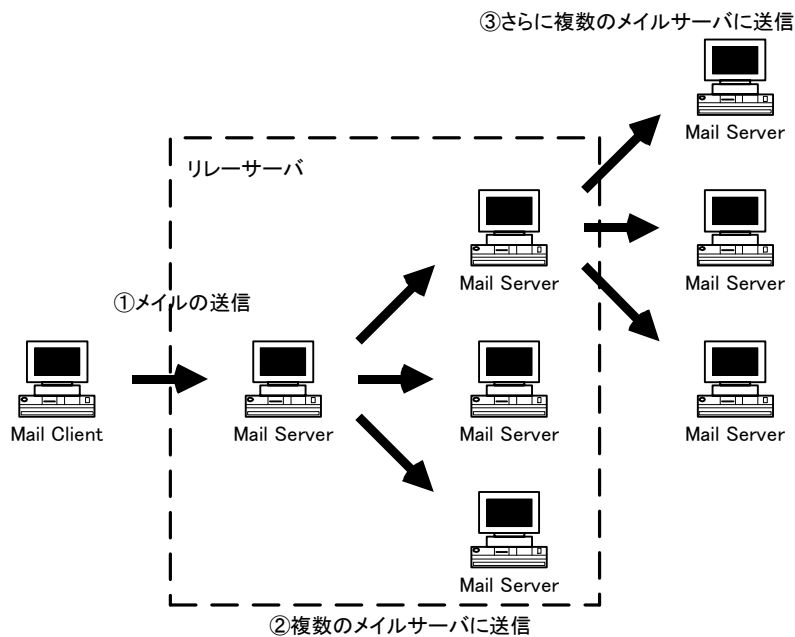 ③さらに複数のメイルサーバに送信
Mail Server
リレーサーバ
Mail Server
Mail Server
①メイルの送信
Mail Client
Mail Server
Mail Server
Mail Server
Mail Server
②複数のメイルサーバに送信